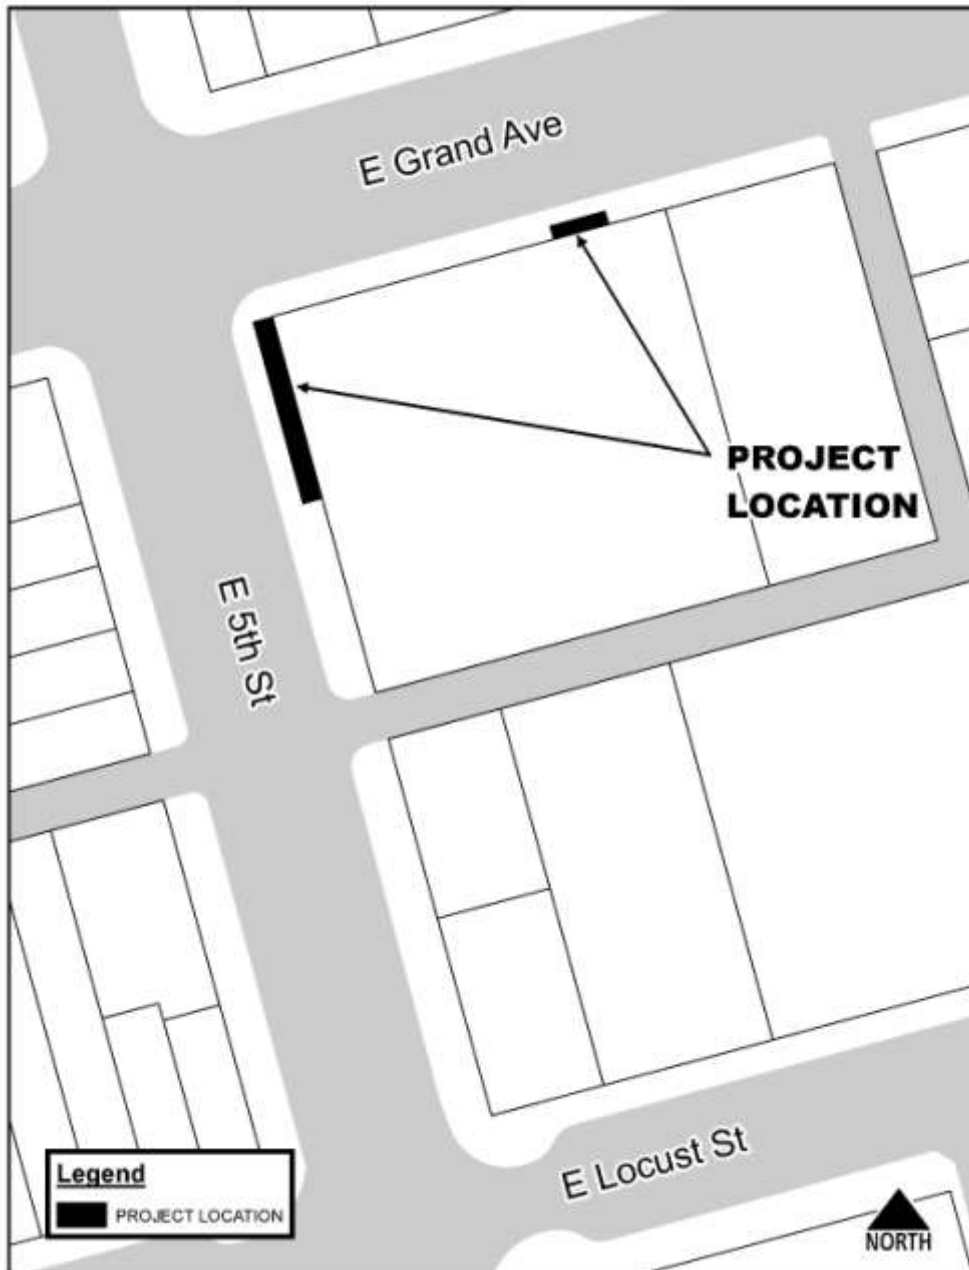 E Grand Ave
PROJECT
LOCATION
E 5th St
E Locust St
Legend
PROJECT LOCATION
NORTH